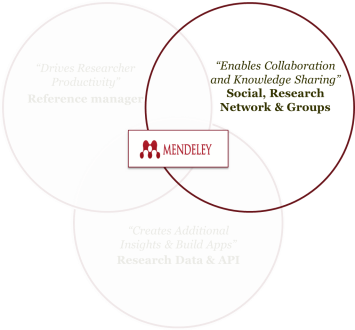 “Drives Researcher
Productivity”
Reference manager
“Enables Collaboration
and Knowledge Sharing”
Social, Research
Network & Groups
MENDELEY
“Creates Additional
Insights & Build Apps”
Research Data & API